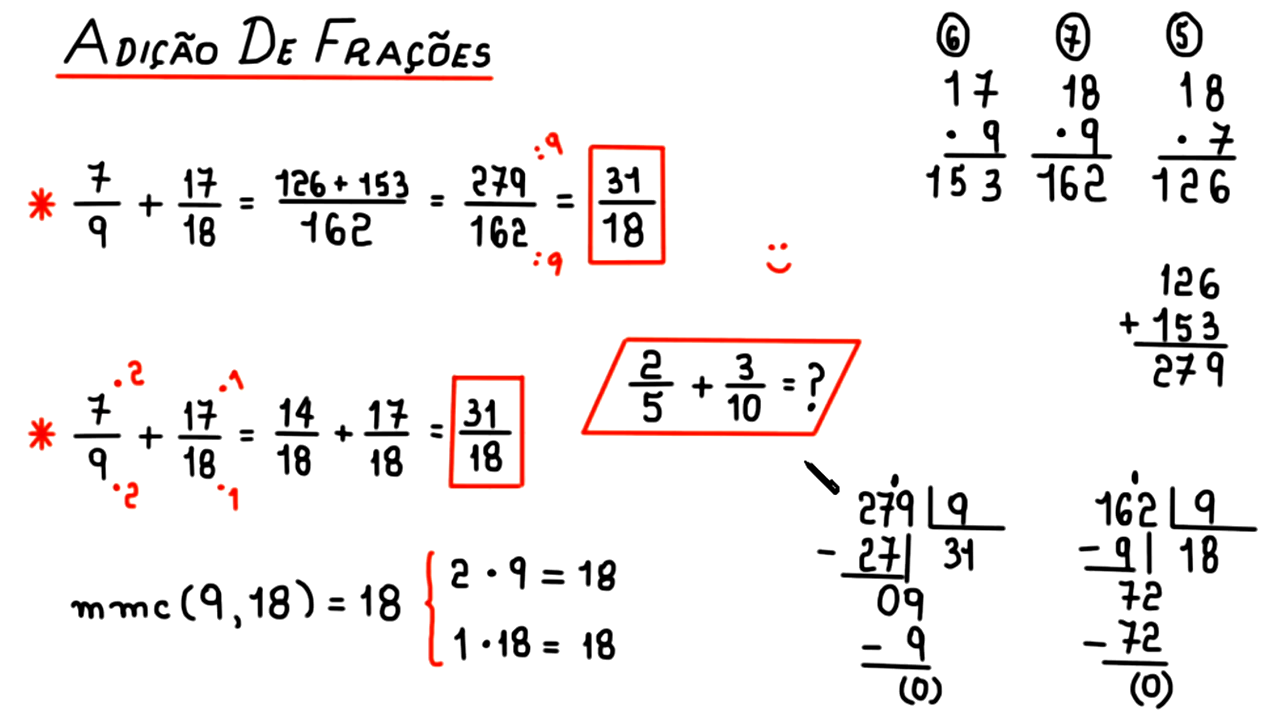 ADIÇÃO DE FRAÇÕES
* 7/9 + 17/18 = 126 + 153/162 = 279/162 :9 :9 = 31/18
* 7/9 ·2 ·2 + 17/18 ·1 ·1 = 14/18 + 17/18 = 31/18
mmc(9,18) = 18 { 2 · 9 = 18
1 · 18 = 18
2/5 + 3/10 = ?
6
17
· 9
153
7
18
· 9
162
5
18
· 7
126
126
+ 153
279
279 | 9
- 27| 31
09
- 9
(0)
162 | 9
- 9| 18
72
- 72
(0)